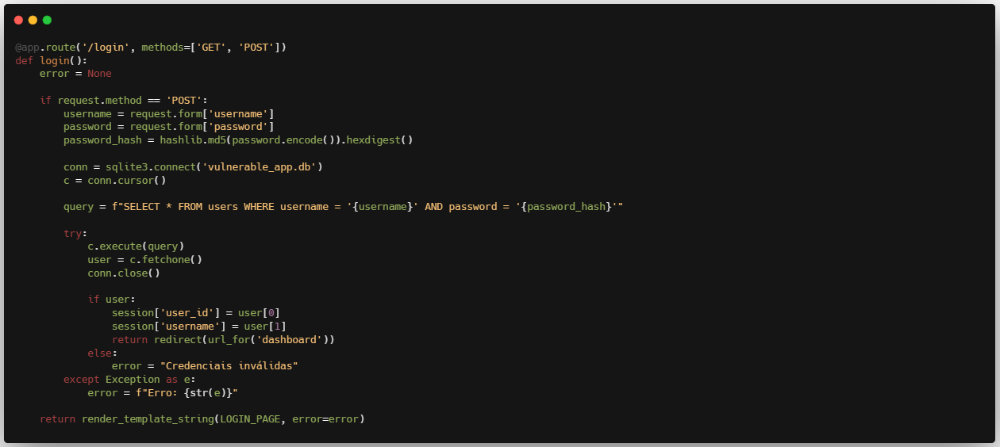 @app.route('/login', methods=['GET', 'POST'])
def login():
    error = None

    if request.method == 'POST':
        username = request.form['username']
        password = request.form['password']
        password_hash = hashlib.md5(password.encode()).hexdigest()

        conn = sqlite3.connect('vulnerable_app.db')
        c = conn.cursor()

        query = f"SELECT * FROM users WHERE username = '{username}' AND password = '{password_hash}'"

        try:
            c.execute(query)
            user = c.fetchone()
            conn.close()

            if user:
                session['user_id'] = user[0]
                session['username'] = user[1]
                return redirect(url_for('dashboard'))
            else:
                error = "Credenciais inválidas"
        except Exception as e:
            error = f"Erro: {str(e)}"

    return render_template_string(LOGIN_PAGE, error=error)